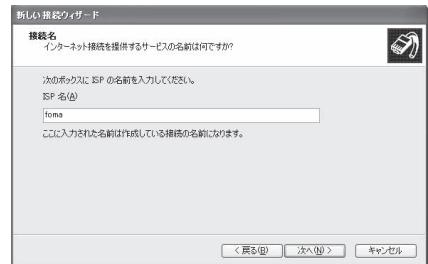 新しい接続ウィザード
接続名
インターネット接続を提供するサービスの名前は何ですか?
次のボックスに ISP の名前を入力してください。
ISP 名(A)
foma
ここに入力された名前は作成している接続の名前になります。
< 戻る(B) 次へ(N) > キャンセル